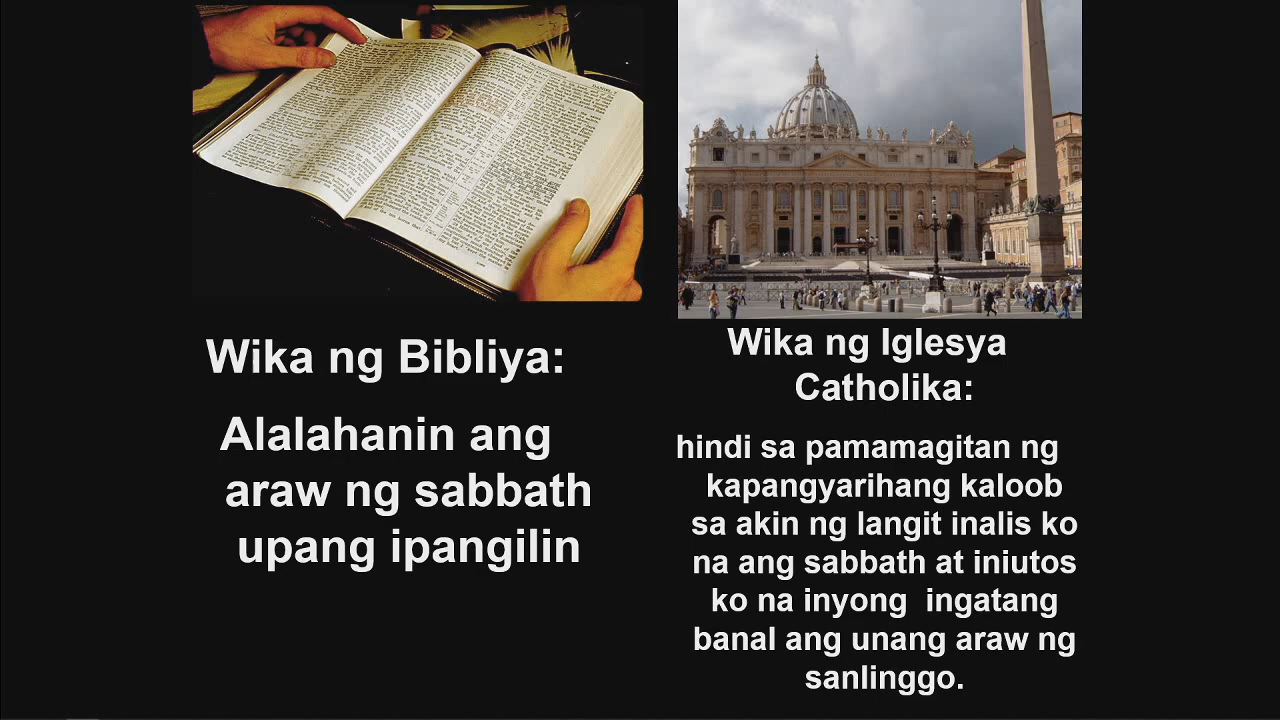 Wika ng Bibliya:
Alalahanin ang
araw ng sabbath
upang ipangilin
Wika ng Iglesya
Catholika:
hindi sa pamamagitan ng
kapangyarihang kaloob
sa akin ng langit inalis ko
na ang sabbath at iniutos
ko na inyong ingatang
banal ang unang araw ng
sanlinggo.